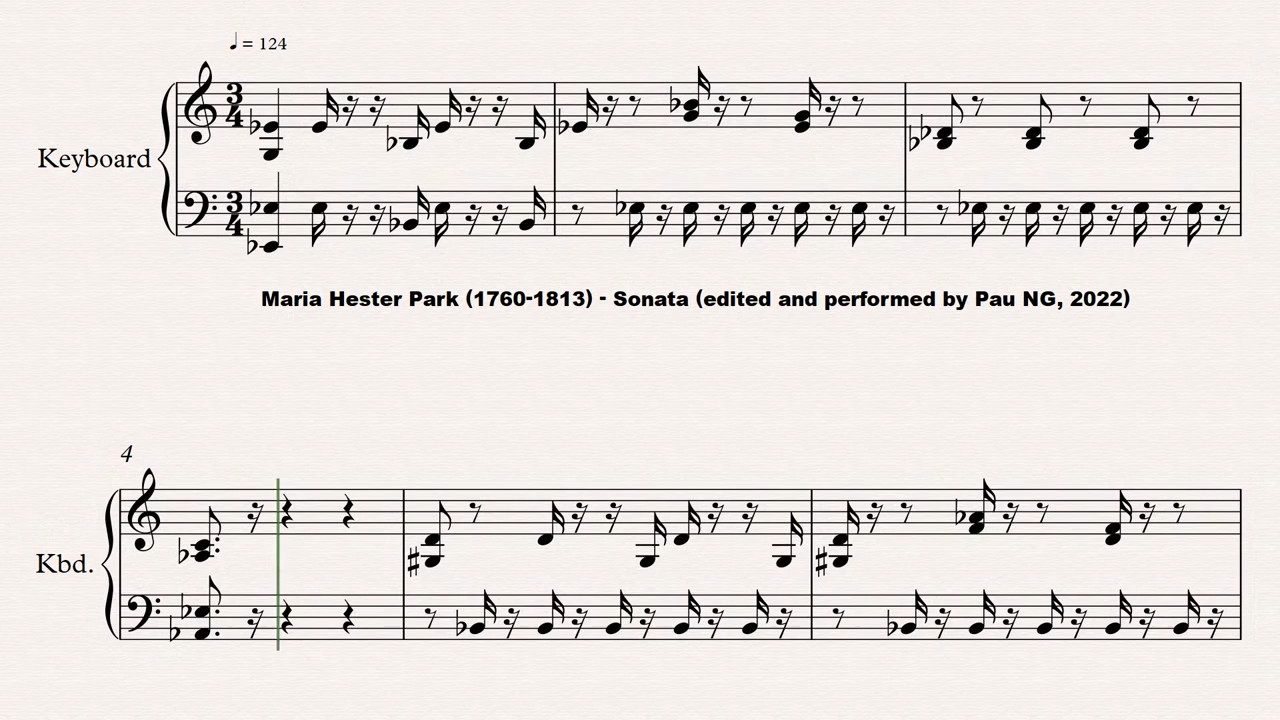 ♩ = 124
3
4
Keyboard
3
4
Maria Hester Park (1760-1813) - Sonata (edited and performed by Pau NG, 2022)
4
Kbd.